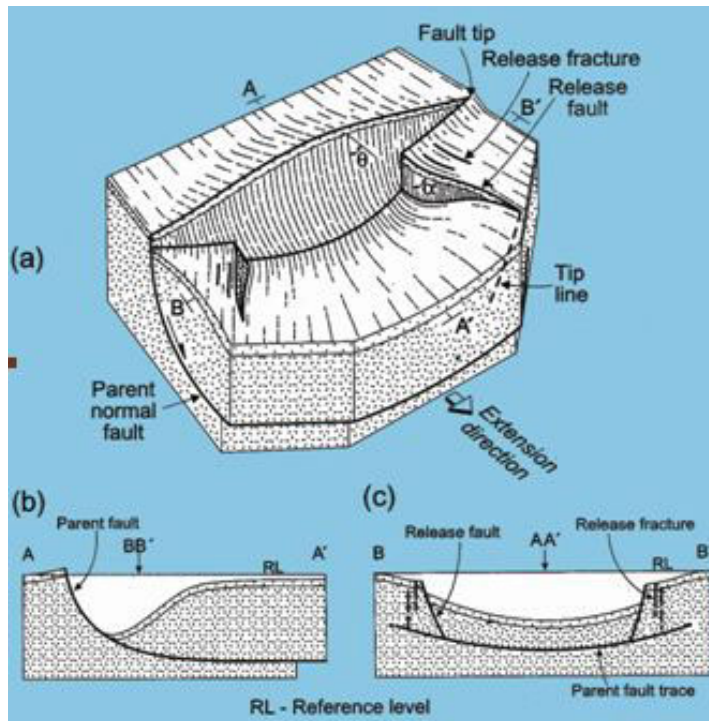 Fault tip
Release fracture
Release
fault
A
B′
θ
α
(a)
B
A′
Tip
line
Parent
normal
fault
Extension
direction
(b)
Parent fault
A
BB′
A′
RL
(c)
Release fault
Release fracture
B
AA′
RL
B
Parent fault trace
RL - Reference level